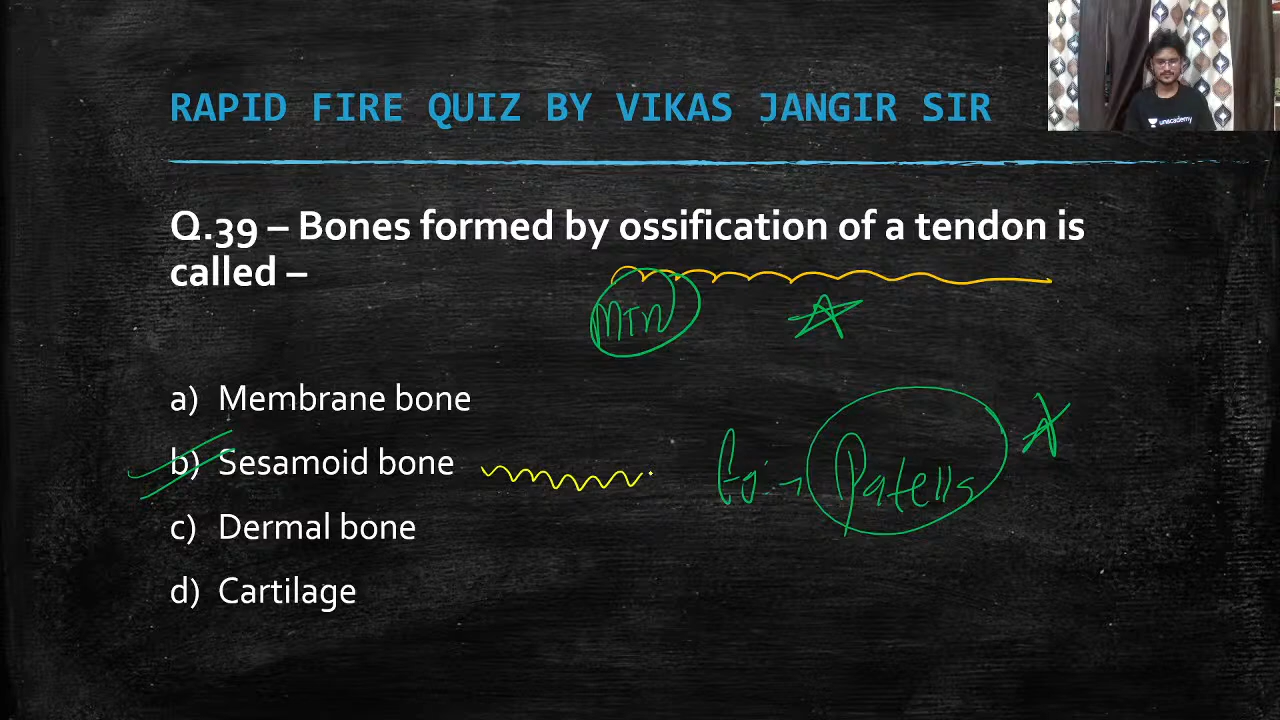 RAPID FIRE QUIZ BY VIKAS JANGIR SIR
unacademy
Q.39 – Bones formed by ossification of a tendon is
called –
MTN
a) Membrane bone
b) Sesamoid bone
Patella
c) Dermal bone
d) Cartilage